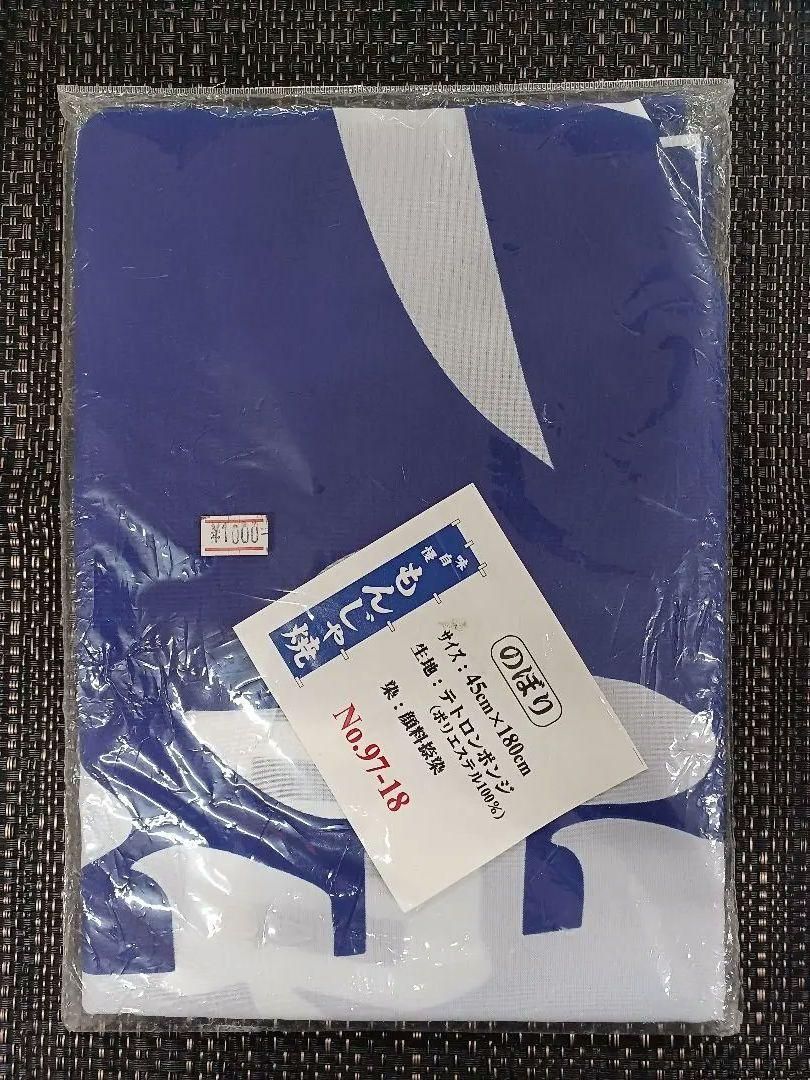 ¥1000-
味自慢
もんじゃ焼
のぼり
サイズ：45cm×180cm
生地：テトロンポンジ
（ポリエステル100%）
染：顔料捺染
No.97-18